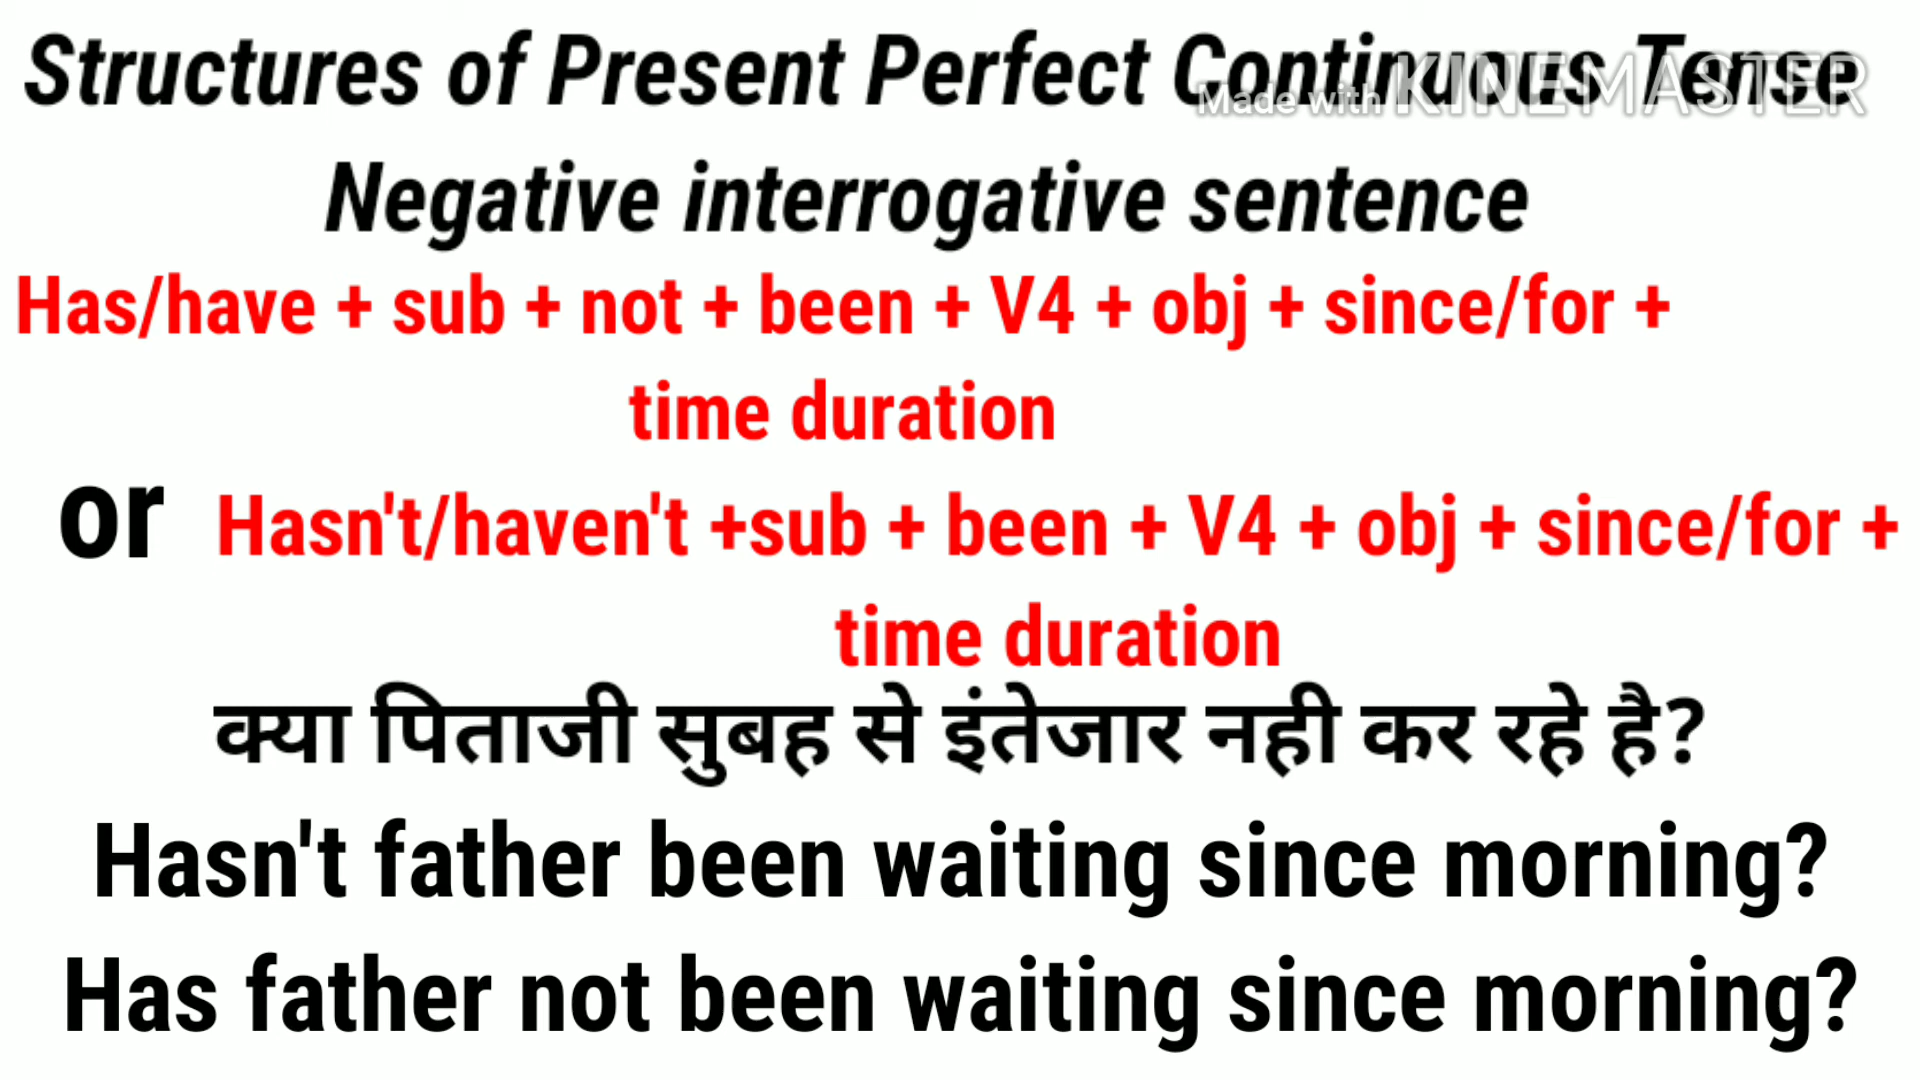 Structures of Present Perfect Continuous Tense
Made with KINEMASTER
Negative interrogative sentence
Has/have + sub + not + been + V4 + obj + since/for +
time duration
or Hasn't/haven't +sub + been + V4 + obj + since/for +
time duration
क्या पिताजी सुबह से इंतेजार नही कर रहे है?
Hasn't father been waiting since morning?
Has father not been waiting since morning?